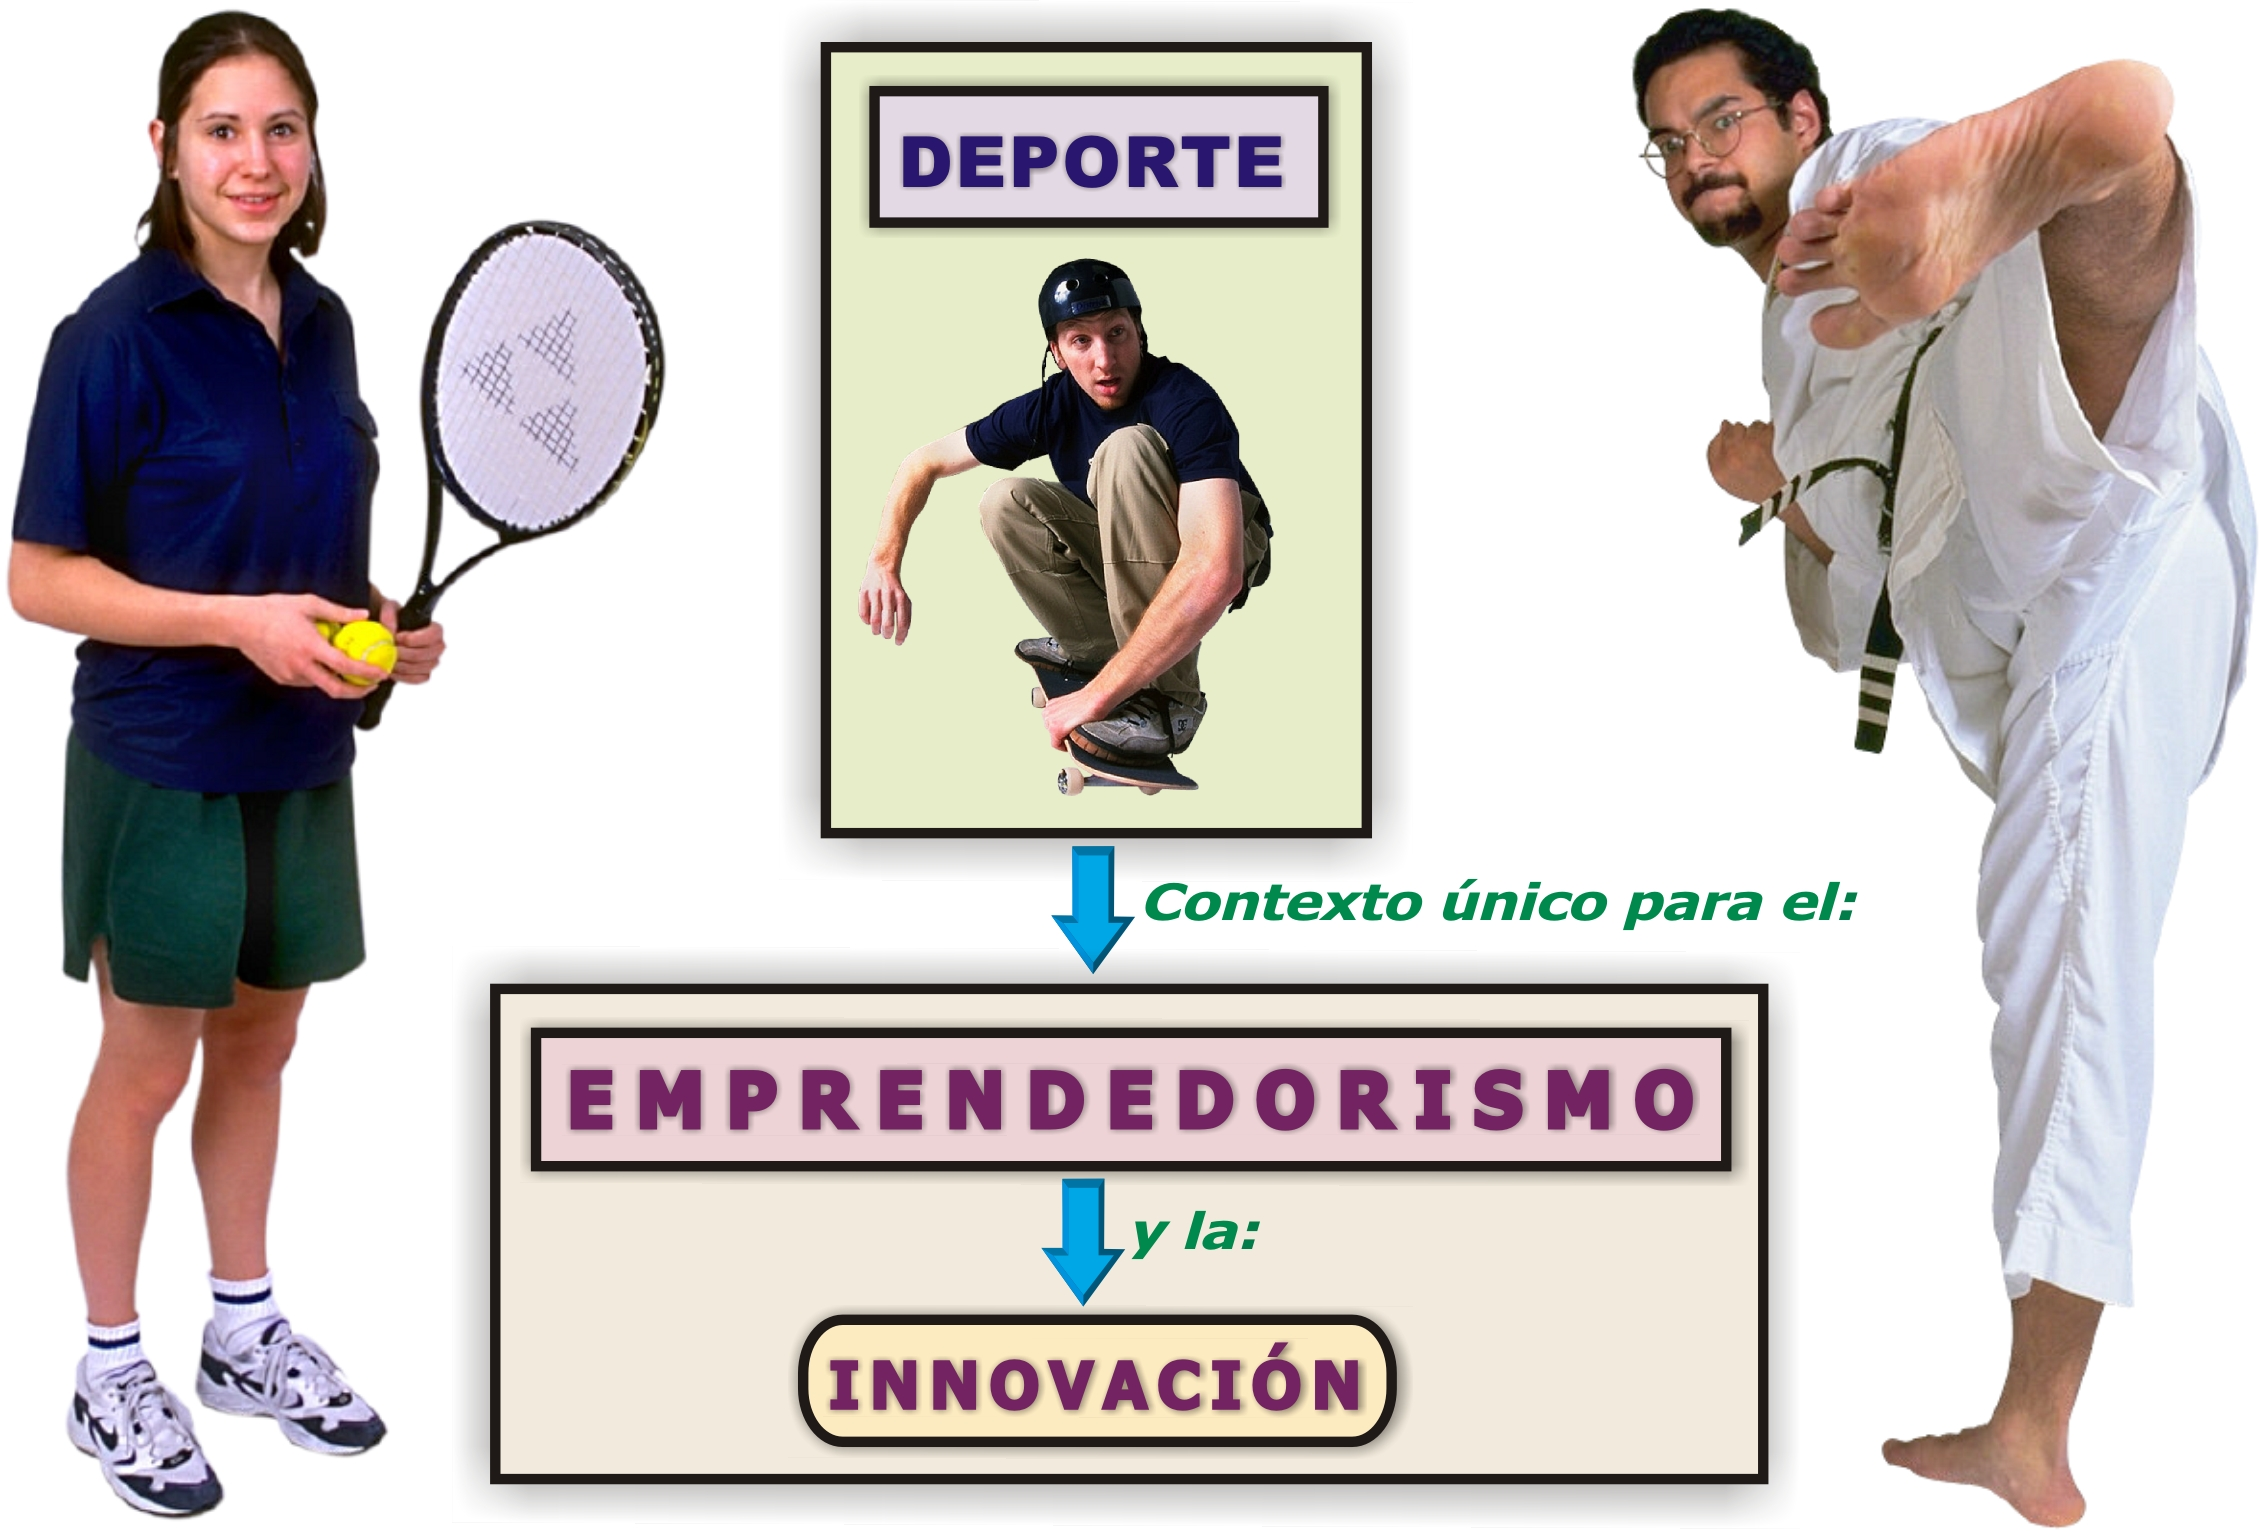 DEPORTE
Contexto único para el:
EMPRENDEDORISMO
y la:
INNOVACIÓN